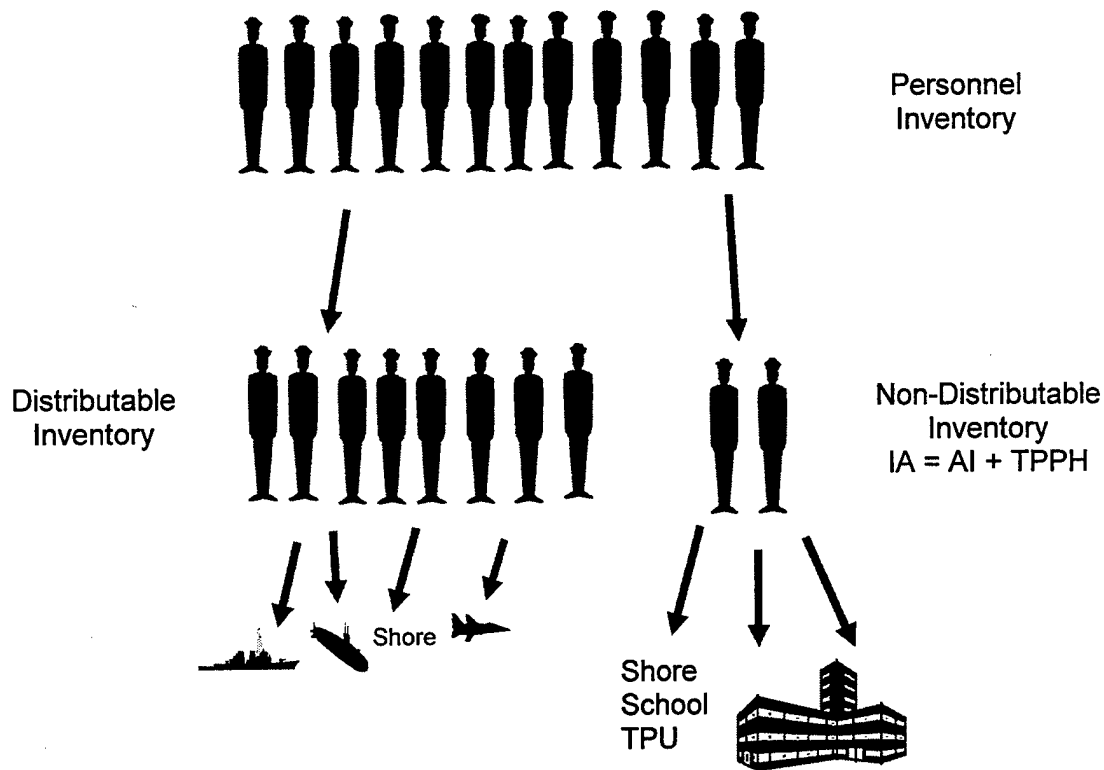 Personnel
Inventory
Distributable
Inventory
Non-Distributable
Inventory
IA = AI + TPPH
Shore
Shore
School
TPU